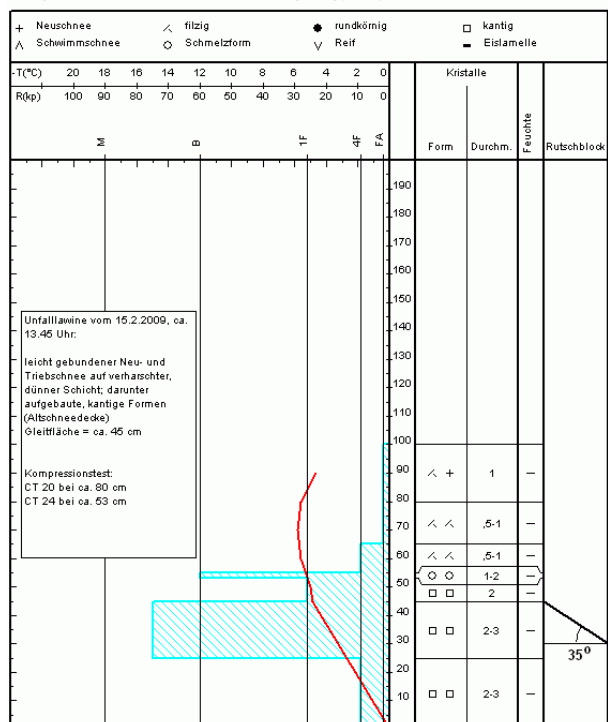 + Neuschnee filzig rundkörnig kantig
Schwimmschnee Schmelzform Reif Eislamelle
-T(°C) 20 18 16 14 12 10 8 6 4 2 0 Kristalle
R(kp) 100 90 80 70 60 50 40 30 20 10 0
M B 1F 4F FA Form Durchm. Feuchte Rutschblock
190
180
170
160
150
Unfalllawine vom 15.2.2009, ca.
13.45 Uhr:
140
130
leicht gebundener Neu- und
Triebschnee auf verharschter,
dünner Schicht; darunter
120
aufgebaute, kantige Formen
(Altschneedecke)
110
Gleitfläche = ca. 45 cm
100
Kompressionstest:
90 + 1 –
CT 20 bei ca. 80 cm
CT 24 bei ca. 53 cm
80
70 ,5-1 –
60 ,5-1 –
50 1-2 –
2 –
40
30 2-3 –
35°
20
10 2-3 –